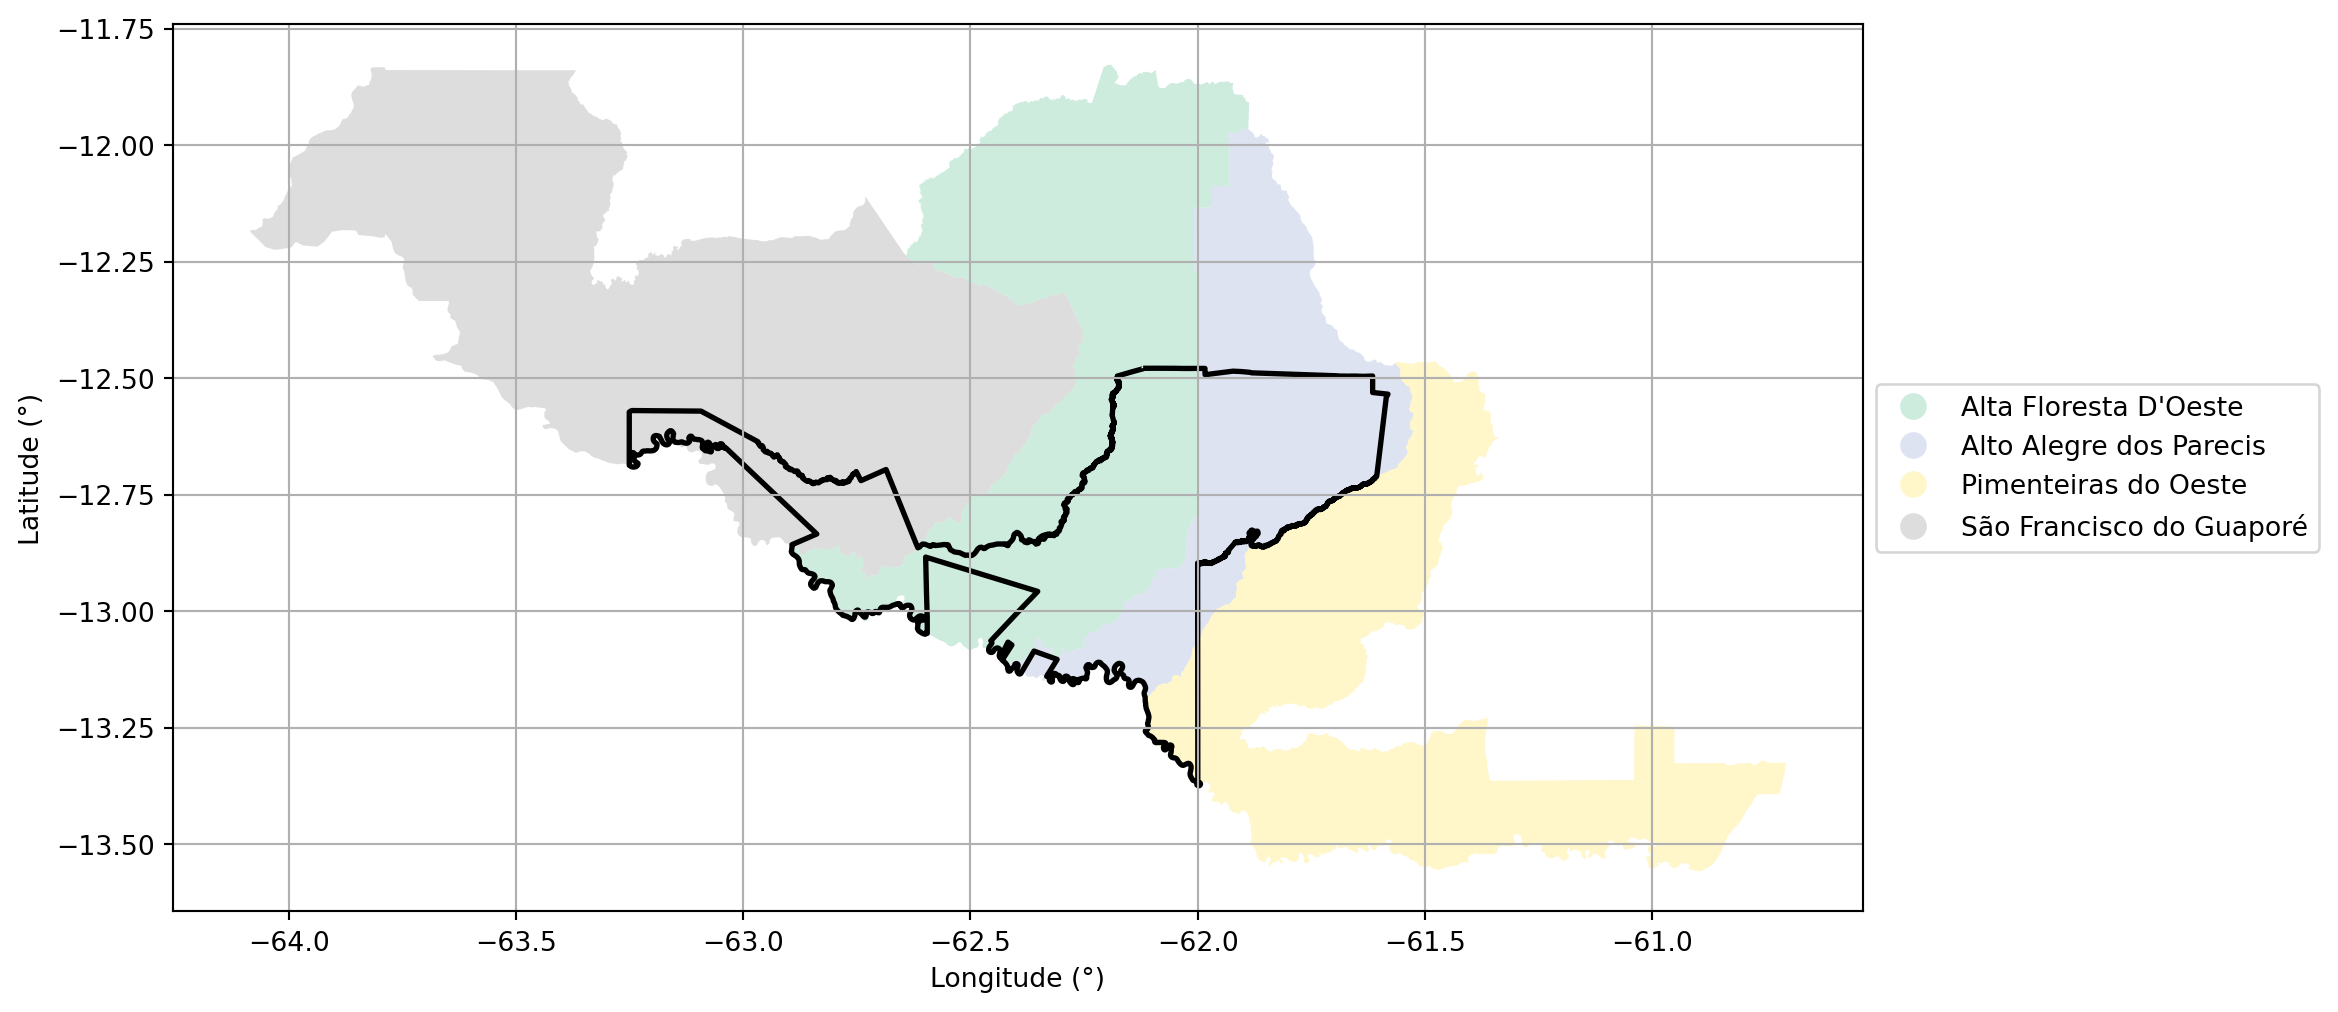 −11.75
−12.00
−12.25
−12.50
−12.75
−13.00
−13.25
−13.50
Latitude (°)
−64.0 −63.5 −63.0 −62.5 −62.0 −61.5 −61.0
Longitude (°)
Alta Floresta D'Oeste
Alto Alegre dos Parecis
Pimenteiras do Oeste
São Francisco do Guaporé